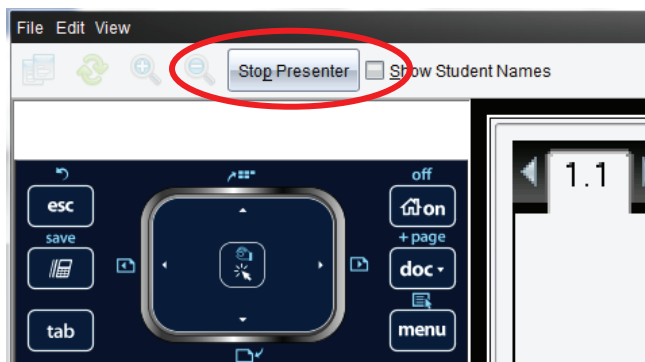 File Edit View
Stop Presenter Show Student Names
off
esc
on
save
+ page
doc
tab
menu
1.1